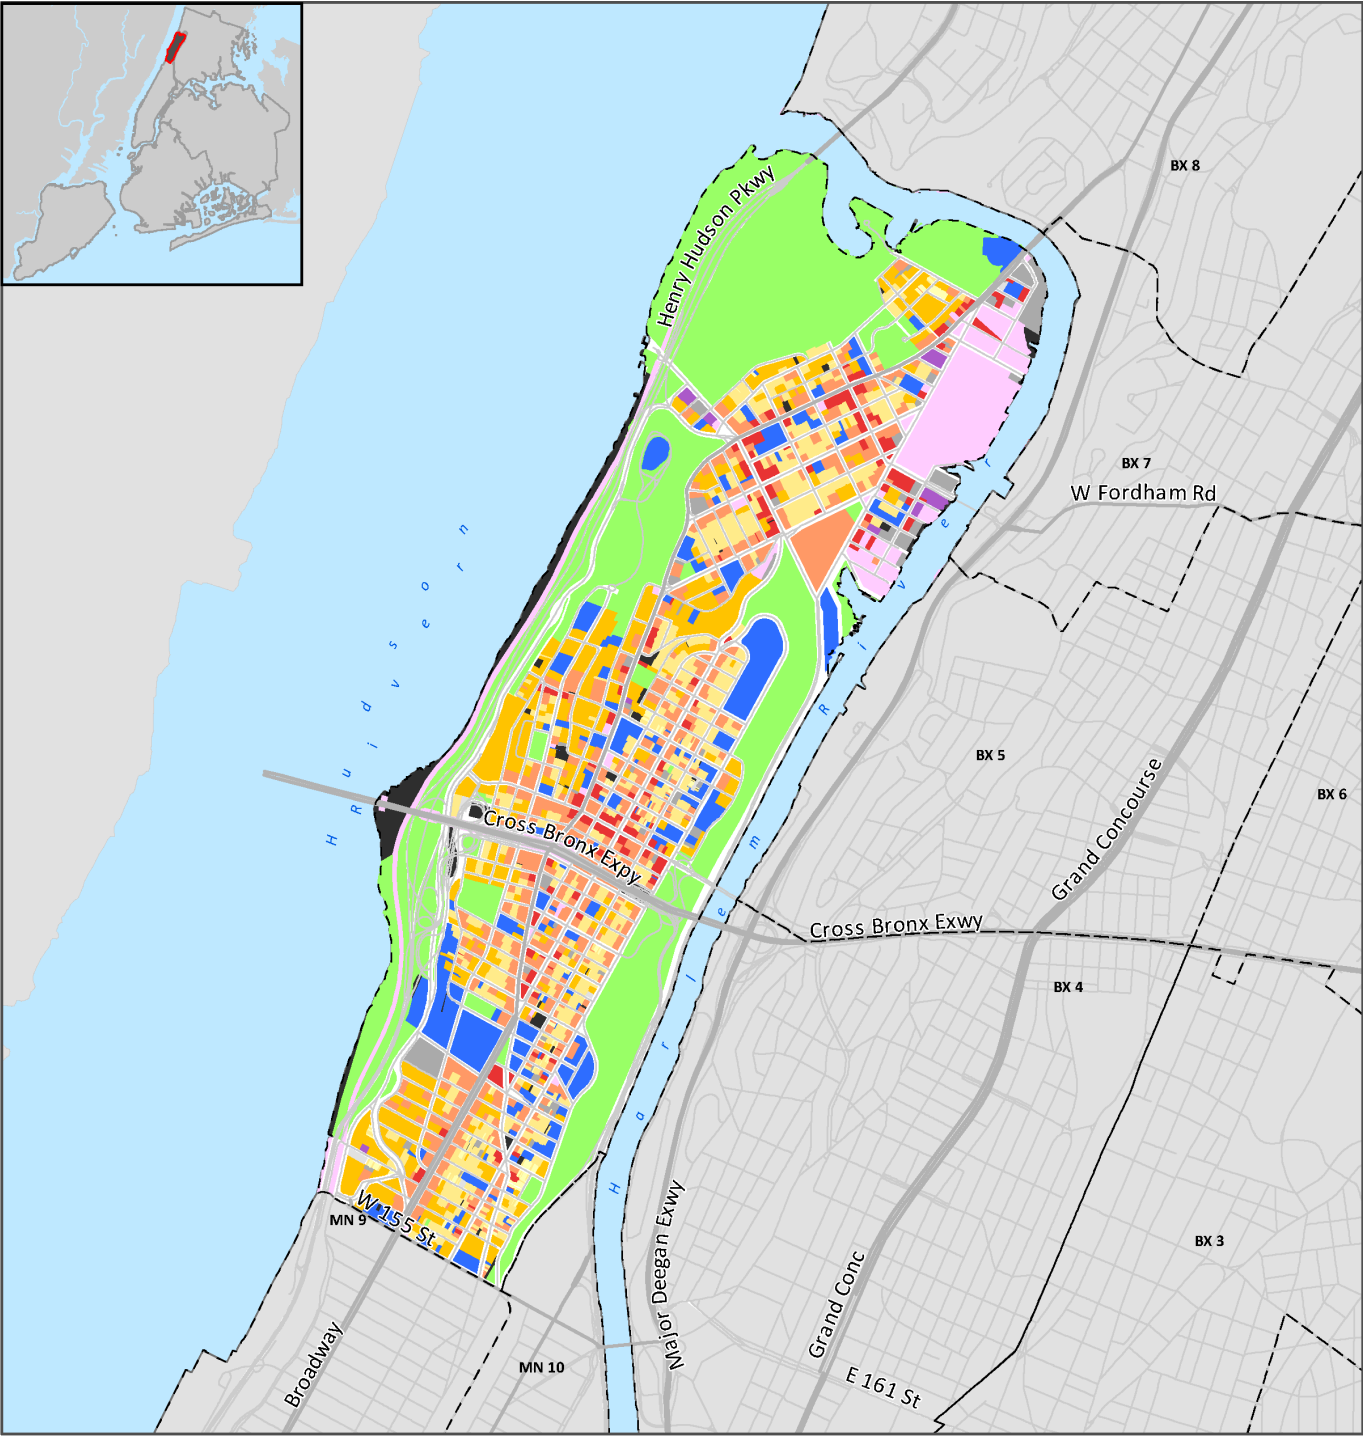 BX 8
Henry Hudson Pkwy
BX 7
W Fordham Rd
Hudson
River
Harlem
River
BX 5
BX 6
Grand Concourse
Cross Bronx Expy
Cross Bronx Exwy
BX 4
W 155 St
MN 9
BX 3
Major Deegan Exwy
Grand Conc
Broadway
MN 10
E 161 St